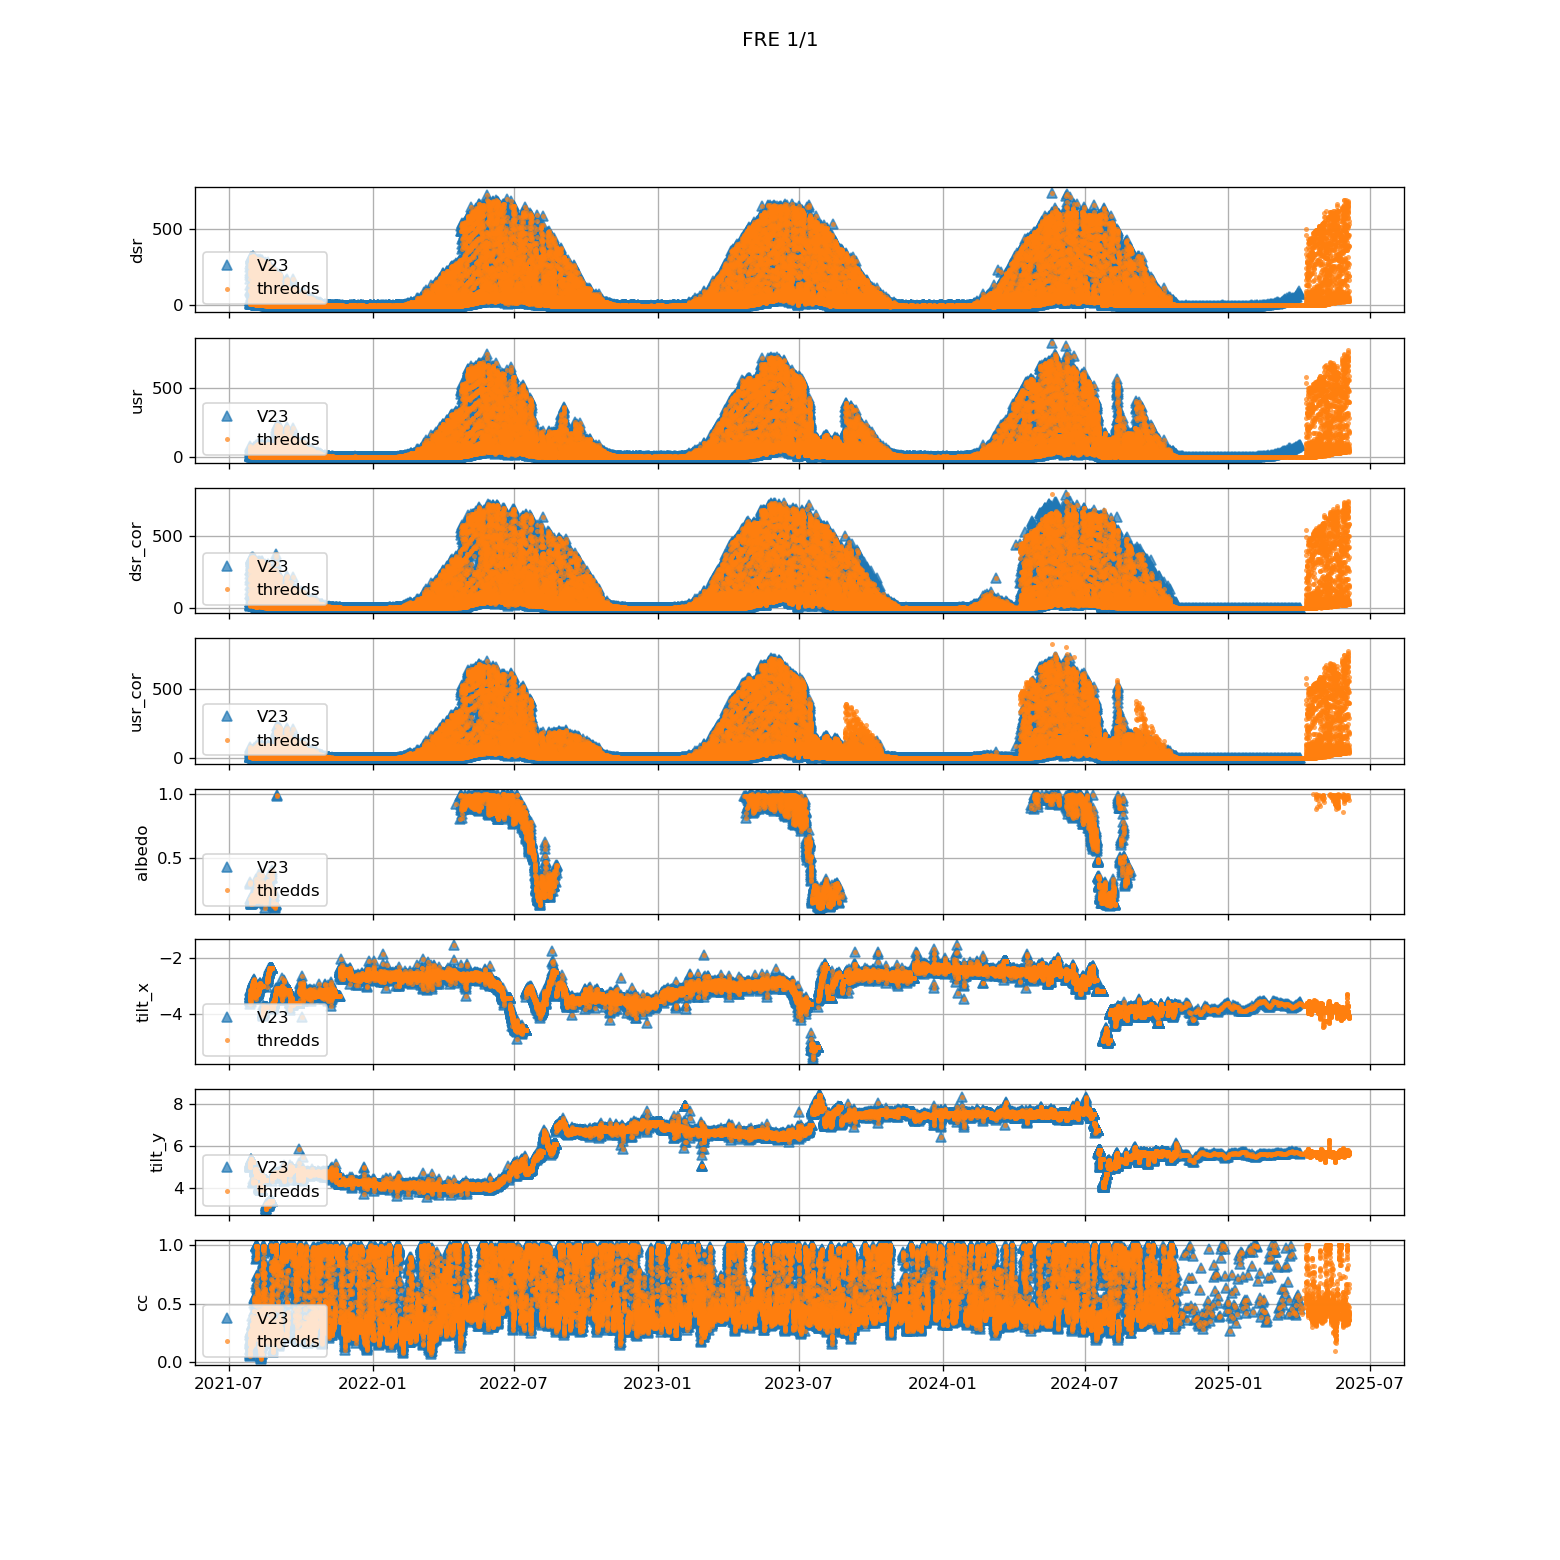 FRE 1/1
dsr
500
0
V23
thredds
usr
500
0
V23
thredds
dsr_cor
500
0
V23
thredds
usr_cor
500
0
V23
thredds
albedo
1.0
0.5
V23
thredds
tilt_x
−2
−4
V23
thredds
tilt_y
8
6
4
V23
thredds
cc
1.0
0.5
0.0
V23
thredds
2021-07 2022-01 2022-07 2023-01 2023-07 2024-01 2024-07 2025-01 2025-07